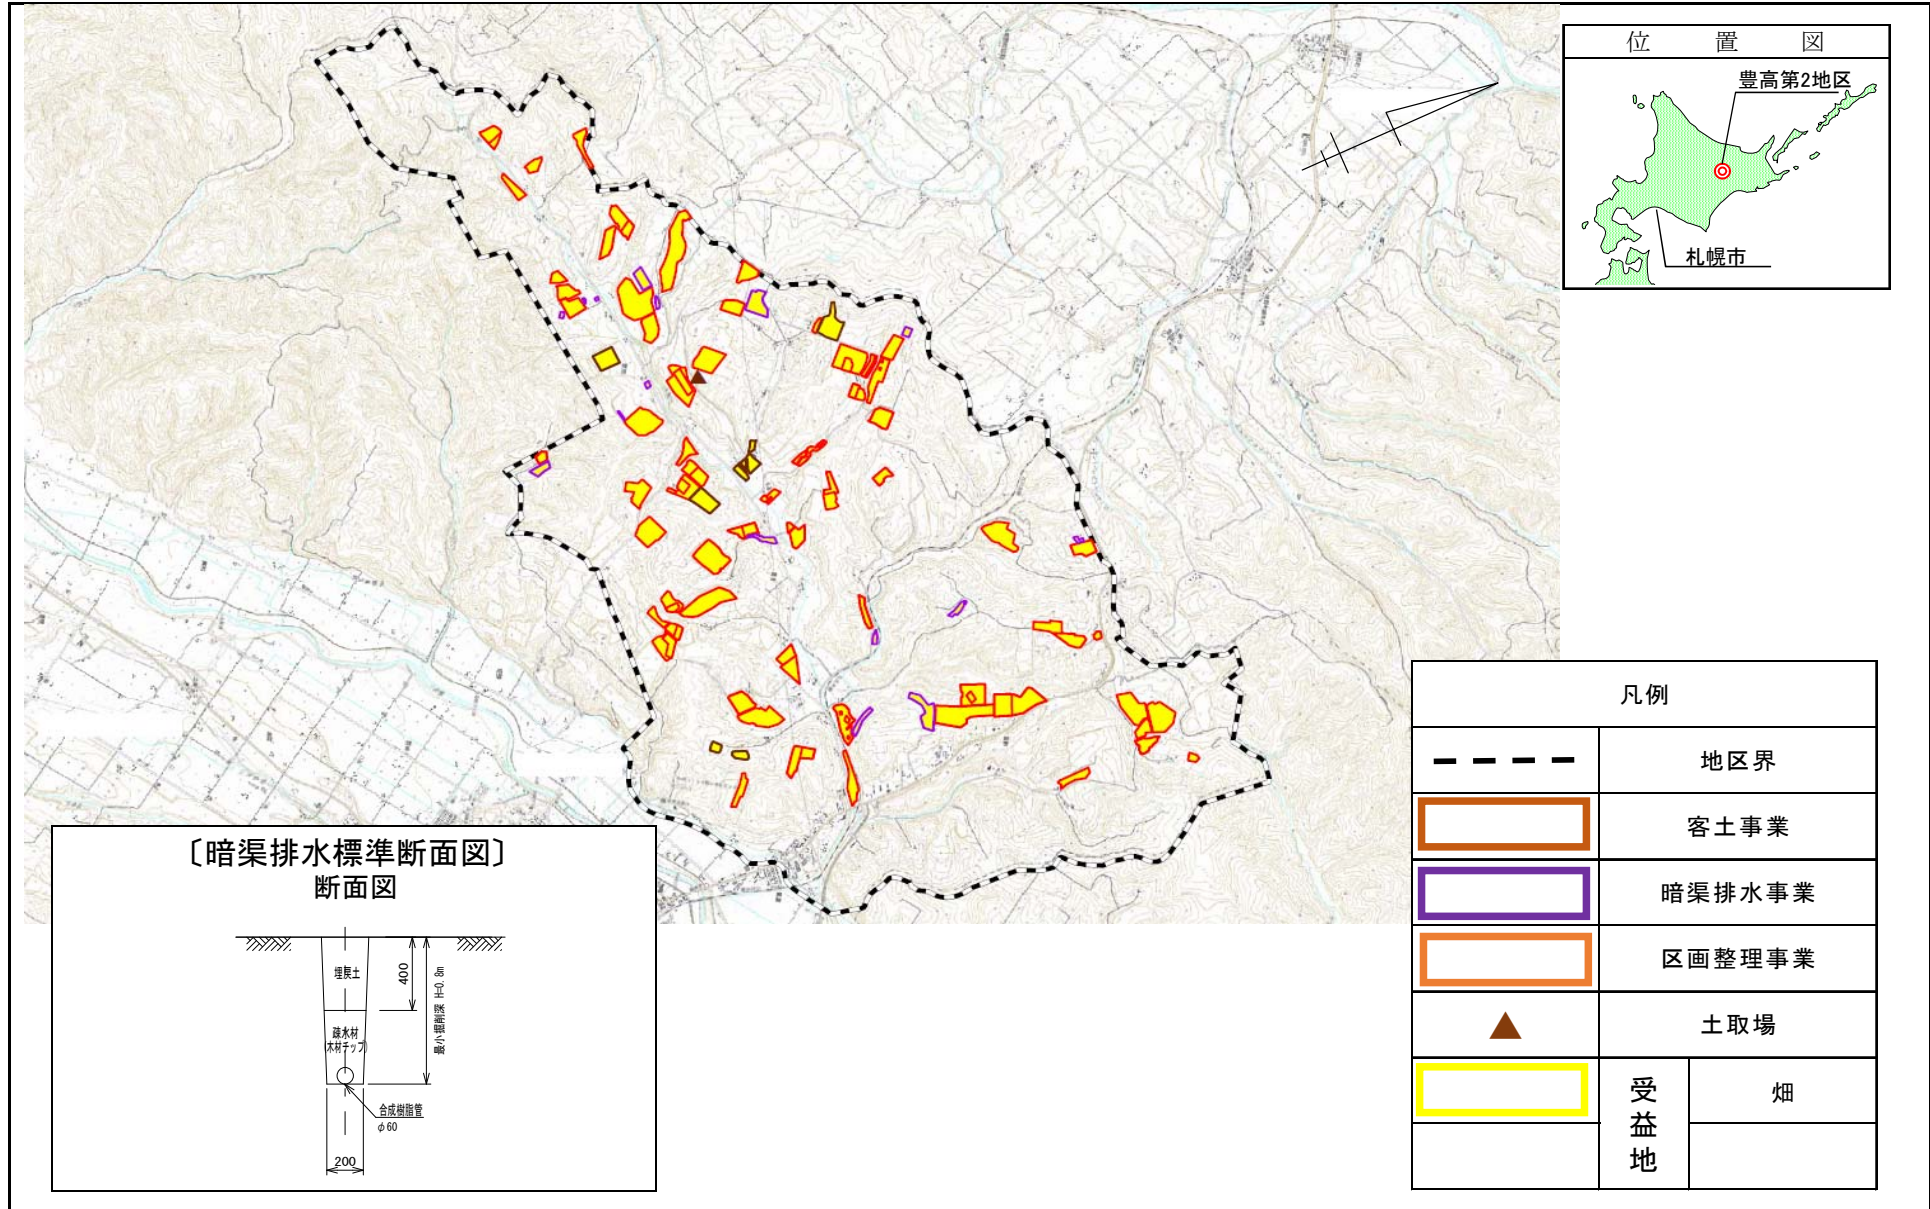 位置図
豊高第2地区
札幌市
凡例
地区界
客土事業
暗渠排水事業
区画整理事業
土取場
受益地
畑
〔暗渠排水標準断面図〕
断面図
埋戻土
400
最小掘削深 H=0.8m
疎水材
(木材チップ)
合成樹脂管
φ60
200